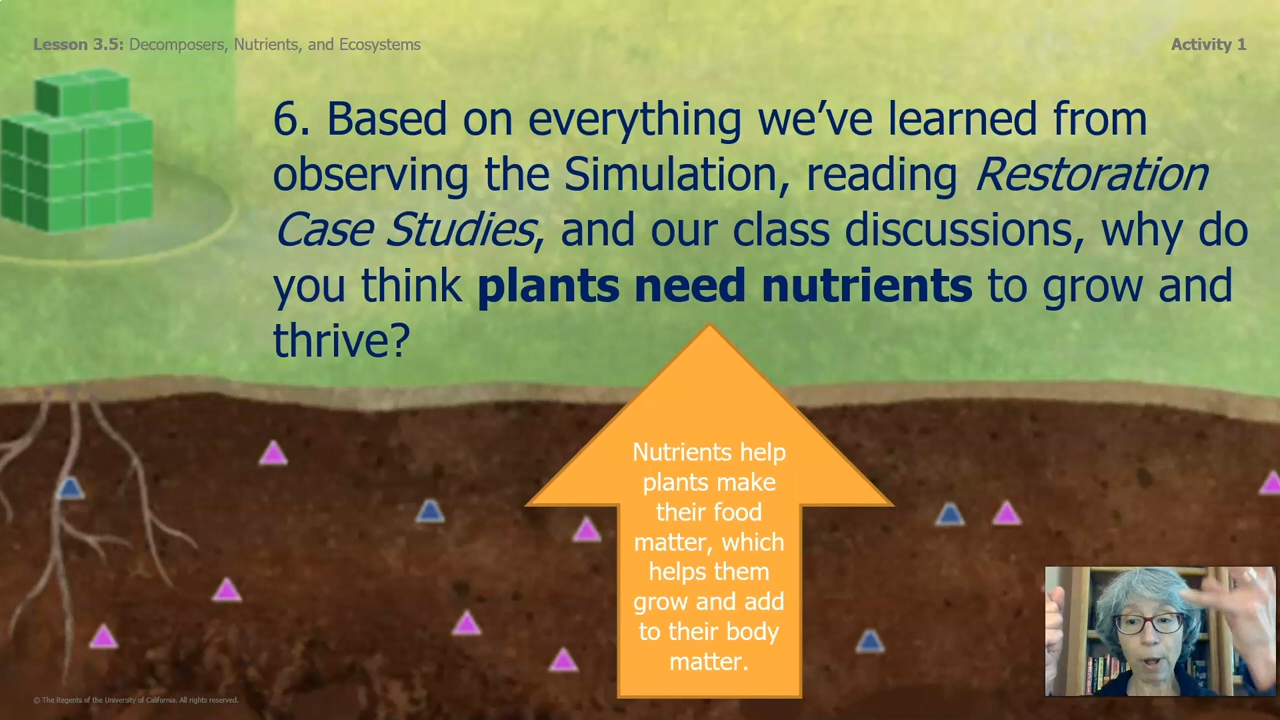 Lesson 3.5: Decomposers, Nutrients, and Ecosystems
Activity 1
6. Based on everything we’ve learned from
observing the Simulation, reading Restoration
Case Studies, and our class discussions, why do
you think plants need nutrients to grow and
thrive?
Nutrients help
plants make
their food
matter, which
helps them
grow and add
to their body
matter.
© The Regents of the University of California. All rights reserved.